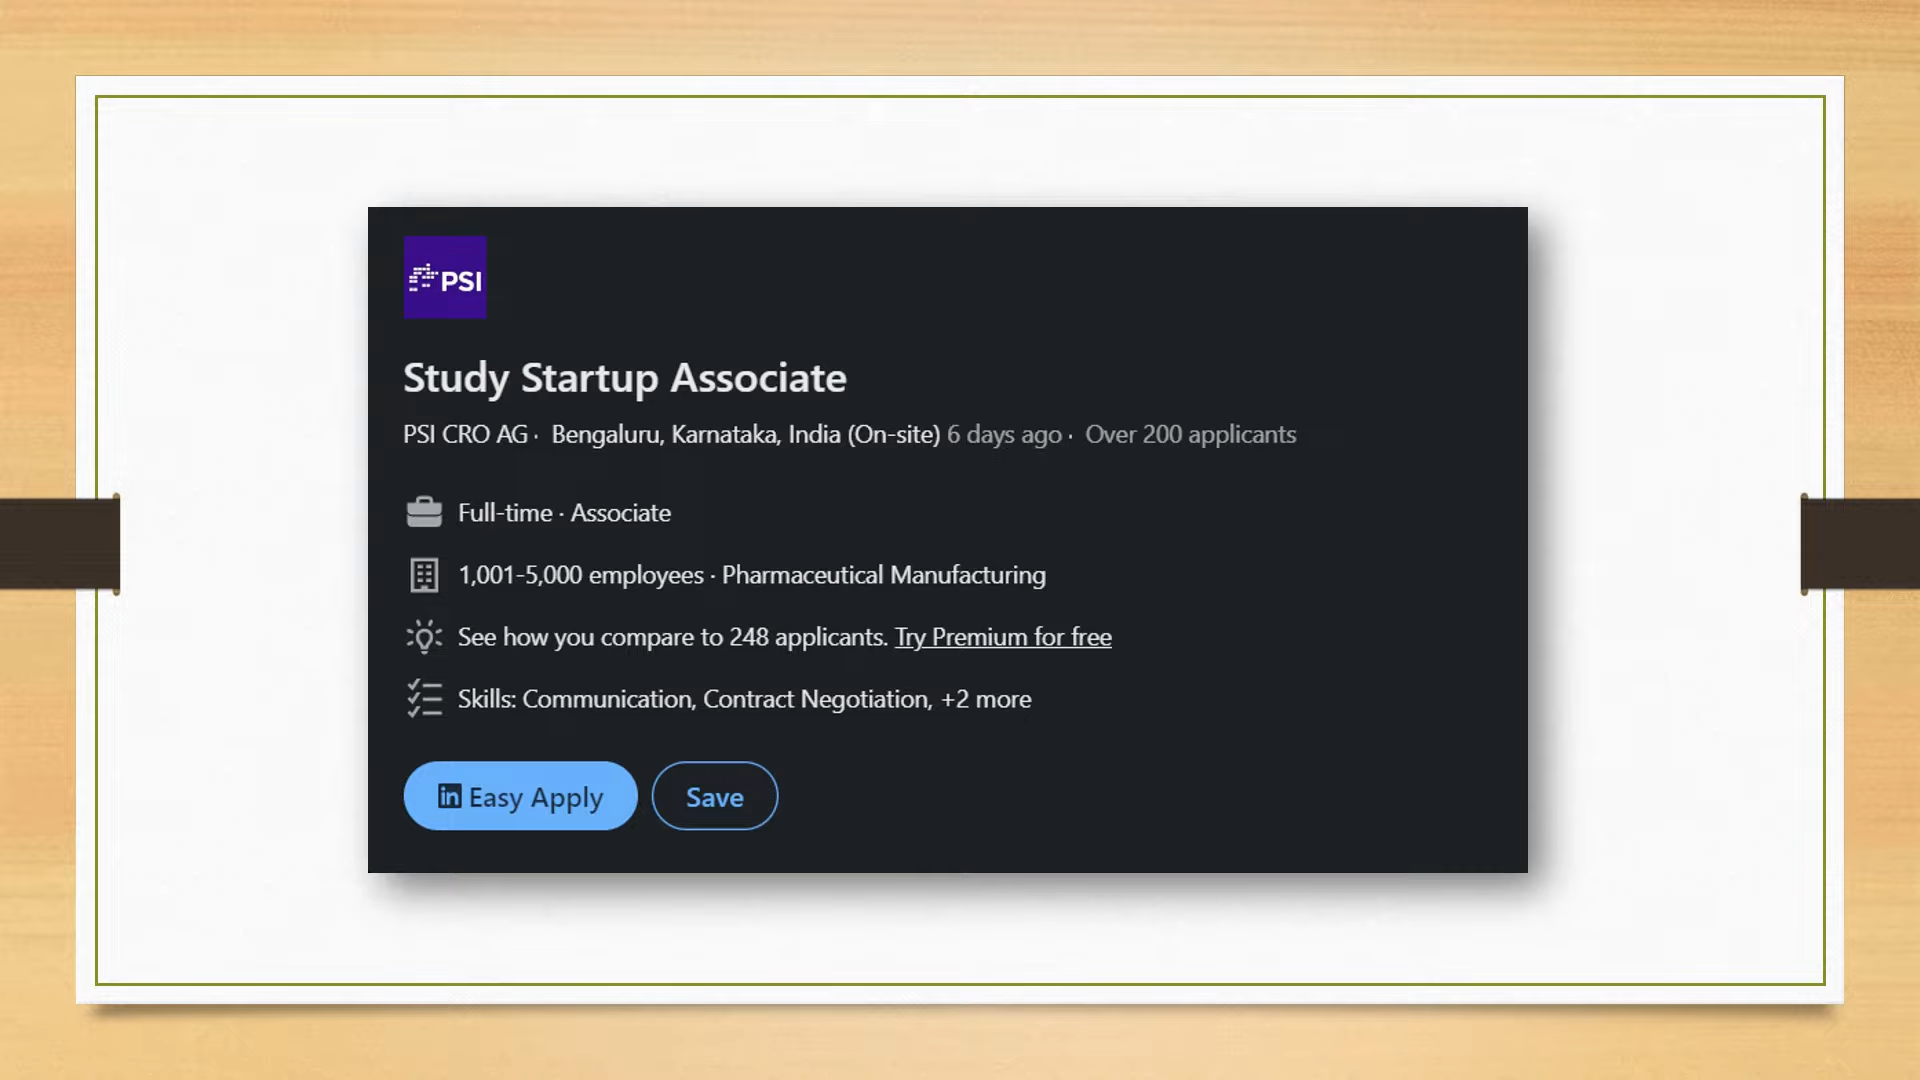 PSI
Study Startup Associate
PSI CRO AG · Bengaluru, Karnataka, India (On-site) 6 days ago · Over 200 applicants
Full-time · Associate
1,001-5,000 employees · Pharmaceutical Manufacturing
See how you compare to 248 applicants. Try Premium for free
Skills: Communication, Contract Negotiation, +2 more
in Easy Apply
Save